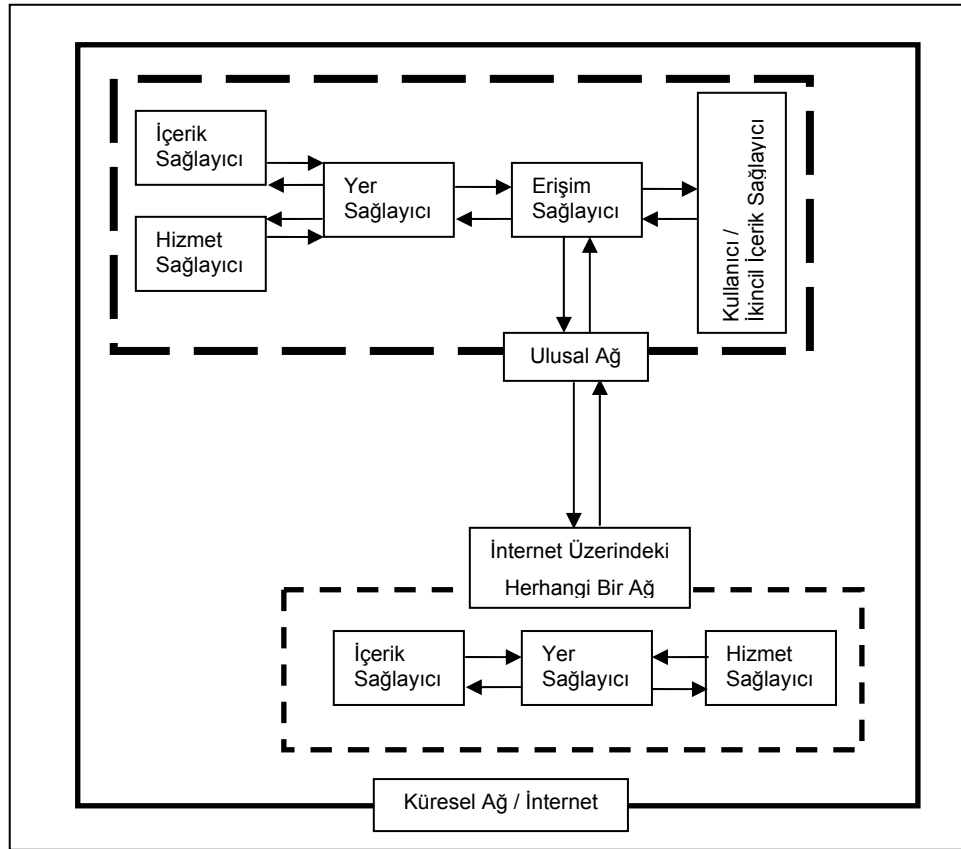 İçerik
Sağlayıcı
Yer
Sağlayıcı
Erişim
Sağlayıcı
Kullanıcı /
İkincil İçerik Sağlayıcı
Hizmet
Sağlayıcı
Ulusal Ağ
İnternet Üzerindeki
Herhangi Bir Ağ
İçerik
Sağlayıcı
Yer
Sağlayıcı
Hizmet
Sağlayıcı
Küresel Ağ / İnternet